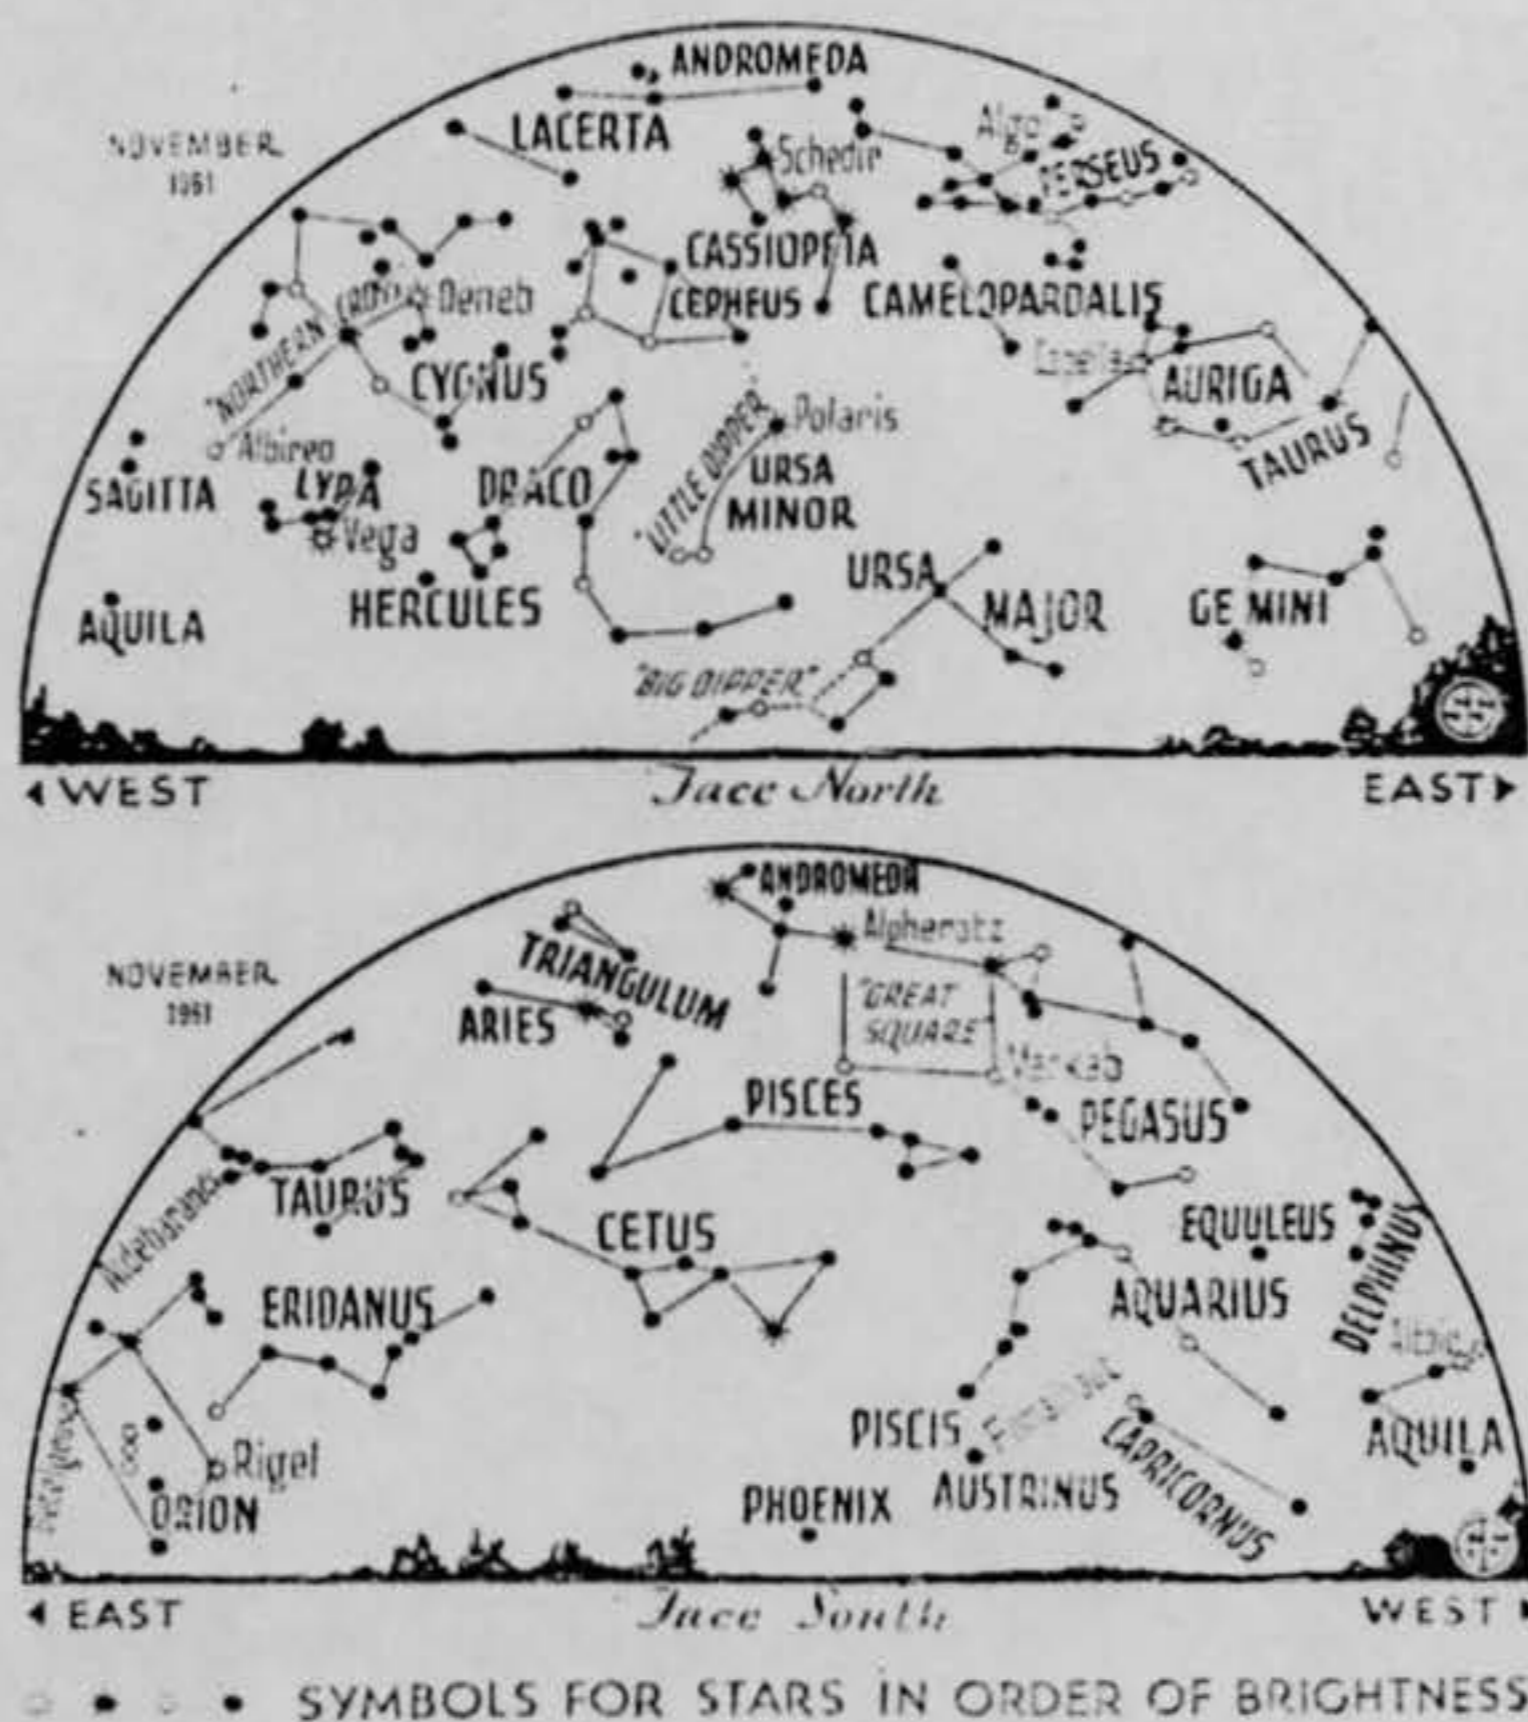 NOVEMBER
1961
ANDROMEDA
LACERTA
Schedir
PERSEUS
CASSIOPEIA
CEPHEUS
CAMELOPARDALIS
Deneb
"NORTHERN CROSS"
CYGNUS
Capella
AURIGA
Albireo
"LITTLE DIPPER"
Polaris
TAURUS
SAGITTA
LYRA
DRACO
URSA
MINOR
Vega
HERCULES
URSA
MAJOR
GEMINI
AQUILA
"BIG DIPPER"
◄ WEST
Face North
EAST ►
ANDROMEDA
Alpheratz
NOVEMBER
1961
TRIANGULUM
"GREAT
SQUARE"
ARIES
Markab
PISCES
PEGASUS
Aldebaran
TAURUS
CETUS
EQUULEUS
DELPHINUS
ERIDANUS
AQUARIUS
PISCIS
AUSTRINUS
CAPRICORNUS
AQUILA
Rigel
ORION
PHOENIX
◄ EAST
Face South
WEST
SYMBOLS FOR STARS IN ORDER OF BRIGHTNESS